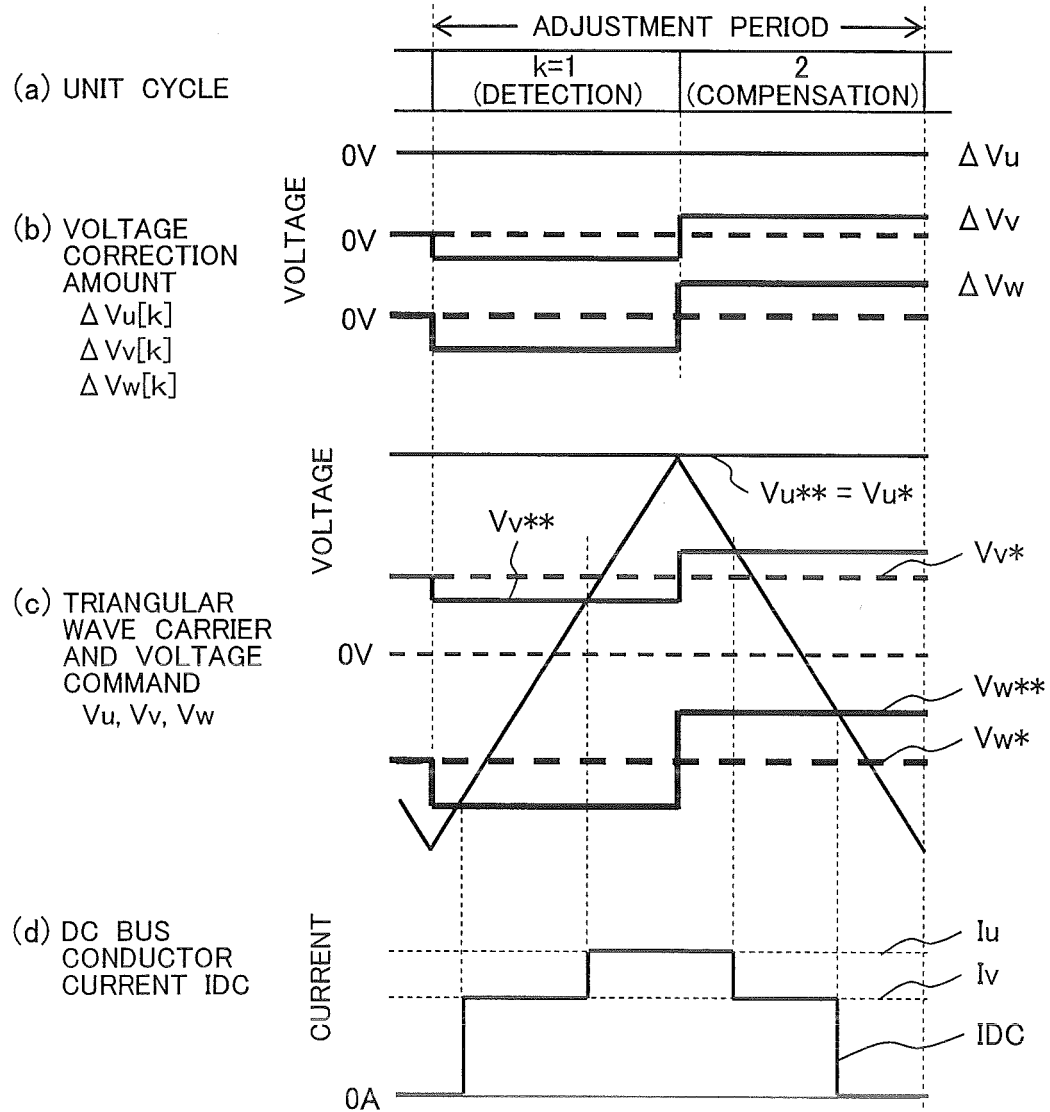 ADJUSTMENT PERIOD
(a) UNIT CYCLE
k=1
(DETECTION)
2
(COMPENSATION)
(b) VOLTAGE
CORRECTION
AMOUNT
ΔVu[k]
ΔVv[k]
ΔVw[k]
VOLTAGE
0V
0V
0V
ΔVu
ΔVv
ΔVw
(c) TRIANGULAR
WAVE CARRIER
AND VOLTAGE
COMMAND
Vu, Vv, Vw
VOLTAGE
0V
Vu** = Vu*
Vv**
Vv*
Vw**
Vw*
(d) DC BUS
CONDUCTOR
CURRENT IDC
CURRENT
0A
Iu
Iv
IDC